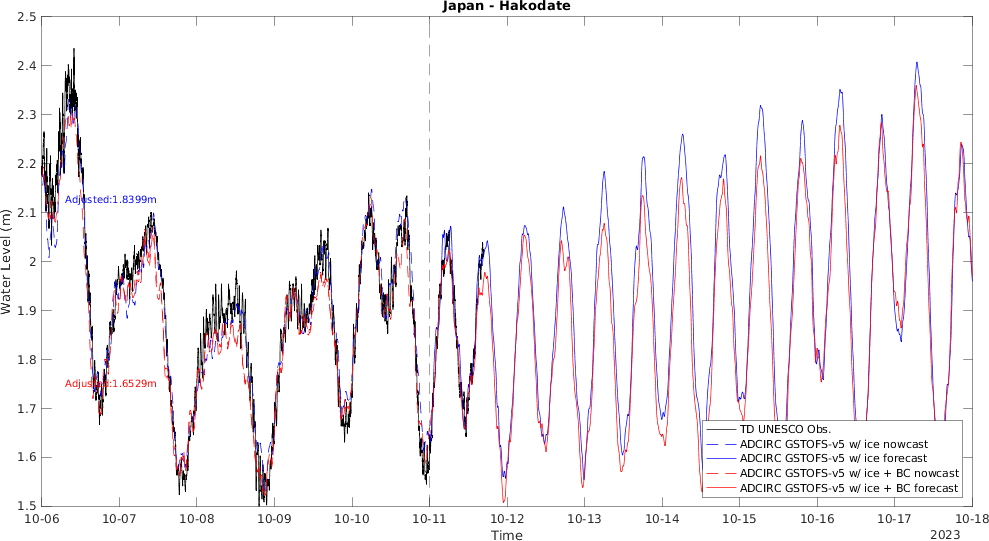 Japan - Hakodate
2.5
2.4
2.3
2.2
2.1
2
1.9
1.8
1.7
1.6
1.5
Water Level (m)
Adjusted:1.8399m
Adjusted:1.6529m
TD UNESCO Obs.
ADCIRC GSTOFS-v5 w/ ice nowcast
ADCIRC GSTOFS-v5 w/ ice forecast
ADCIRC GSTOFS-v5 w/ ice + BC nowcast
ADCIRC GSTOFS-v5 w/ ice + BC forecast
10-06 10-07 10-08 10-09 10-10 10-11 10-12 10-13 10-14 10-15 10-16 10-17 10-18
Time
2023